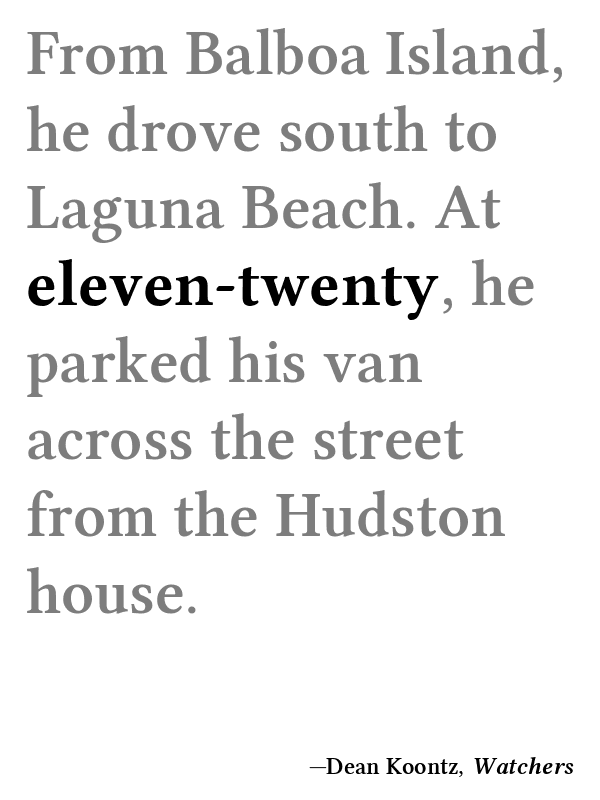 From Balboa Island,
he drove south to
Laguna Beach. At
eleven-twenty, he
parked his van
across the street
from the Hudston
house.
—Dean Koontz, Watchers